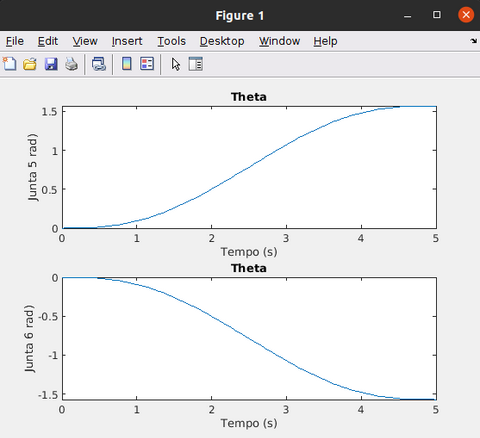 Figure 1
File Edit View Insert Tools Desktop Window Help
Theta
1.5
1
0.5
0
Junta 5 rad)
0 1 2 3 4 5
Tempo (s)
Theta
0
-0.5
-1
-1.5
Junta 6 rad)
0 1 2 3 4 5
Tempo (s)